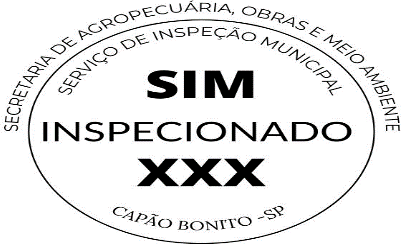 SECRETARIA DE AGROPECUÁRIA, OBRAS E MEIO AMBIENTE
SERVIÇO DE INSPEÇÃO MUNICIPAL
SIM
INSPECIONADO
XXX
CAPÃO BONITO -SP